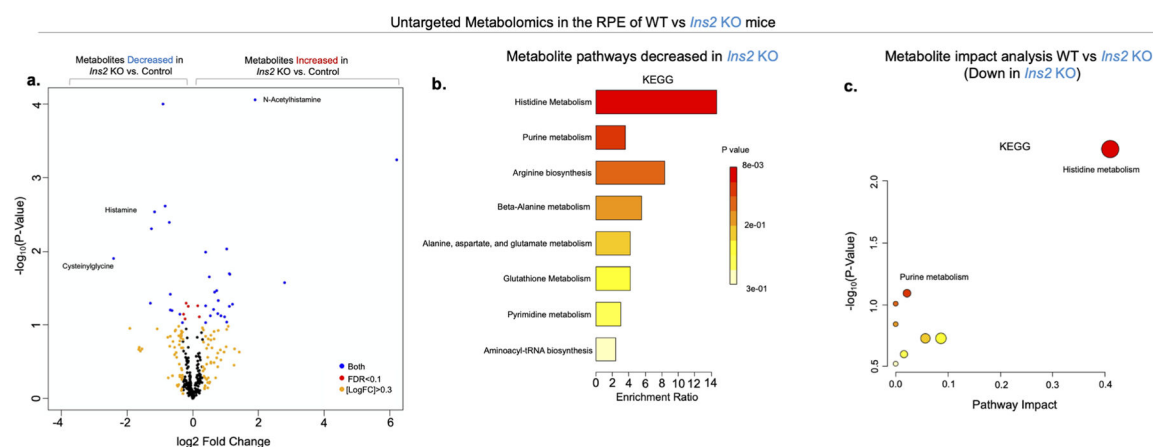 Untargeted Metabolomics in the RPE of WT vs Ins2 KO mice
Metabolites Decreased in
Ins2 KO vs. Control
Metabolites Increased in
Ins2 KO vs. Control
a.
N-Acetylhistamine
Histamine
Cysteinylglycine
Both
FDR<0.1
[LogFC]>0.3
-log10(P-Value)
4
3
2
1
0
-4
-2
0
2
4
6
log2 Fold Change
Metabolite pathways decreased in Ins2 KO
b.
KEGG
Histidine Metabolism
Purine metabolism
Arginine biosynthesis
Beta-Alanine metabolism
Alanine, aspartate, and glutamate metabolism
Glutathione Metabolism
Pyrimidine metabolism
Aminoacyl-tRNA biosynthesis
0 2 4 6 8 10 12 14
Enrichment Ratio
P value
8e-03
2e-01
3e-01
Metabolite impact analysis WT vs Ins2 KO
(Down in Ins2 KO)
c.
KEGG
Histidine metabolism
Purine metabolism
-log10(P-Value)
2.0
1.5
1.0
0.5
0.0
0.1
0.2
0.3
0.4
Pathway Impact